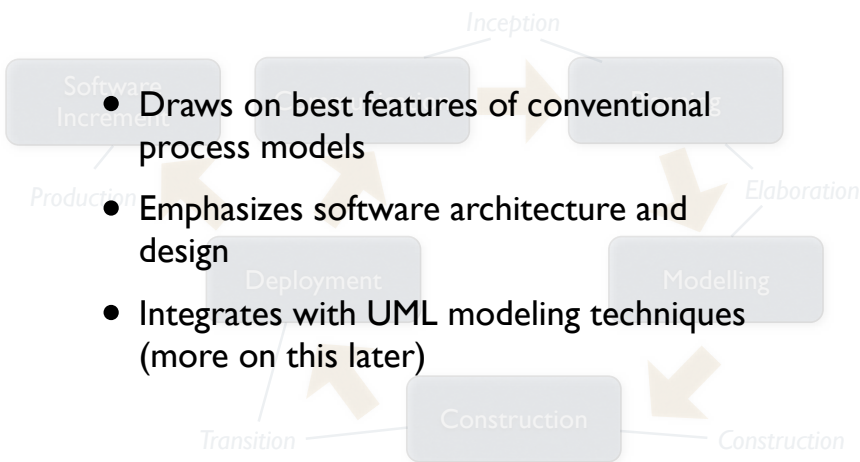 Inception
Software
Increment
• Draws on best features of conventional
process models
Production
Elaboration
• Emphasizes software architecture and
design
Deployment
Modelling
• Integrates with UML modeling techniques
(more on this later)
Construction
Transition
Construction